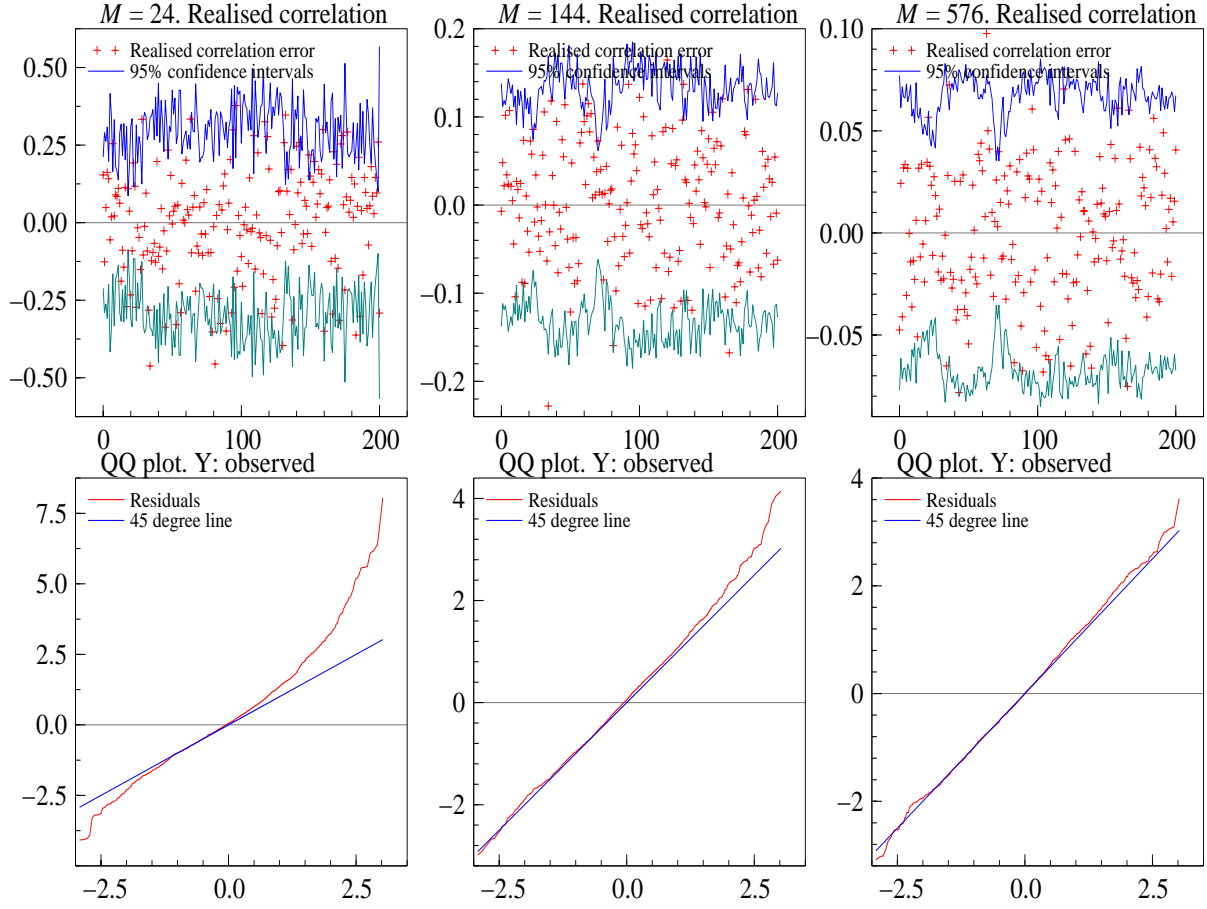 M = 24. Realised correlation
Realised correlation error
95% confidence intervals
0.50
0.25
0.00
−0.25
−0.50
0 100 200
M = 144. Realised correlation
Realised correlation error
95% confidence intervals
0.2
0.1
0.0
−0.1
−0.2
0 100 200
M = 576. Realised correlation
Realised correlation error
95% confidence intervals
0.10
0.05
0.00
−0.05
0 100 200
QQ plot. Y: observed
Residuals
45 degree line
7.5
5.0
2.5
0.0
−2.5
−2.5 0.0 2.5
QQ plot. Y: observed
Residuals
45 degree line
4
2
0
−2
−2.5 0.0 2.5
QQ plot. Y: observed
Residuals
45 degree line
4
2
0
−2
−2.5 0.0 2.5